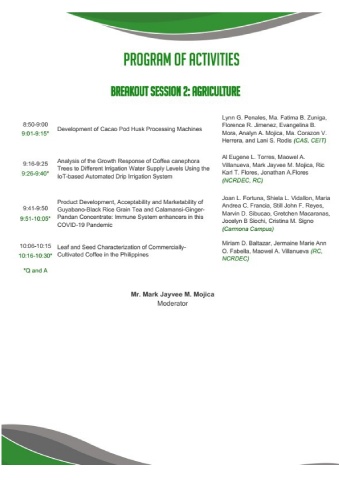 PROGRAM OF ACTIVITIES
BREAKOUT SESSION 2: AGRICULTURE
8:50-9:00
9:01-9:15*
Development of Cacao Pod Husk Processing Machines
Lynn G. Penales, Ma. Fatima B. Zuniga,
Florence R. Jimenez, Evangelina B.
Mora, Analyn A. Mojica, Ma. Corazon V.
Herrera, and Lani S. Rodis (CAS, CEIT)
9:16-9:25
9:26-9:40*
Analysis of the Growth Response of Coffea canephora
Trees to Different Irrigation Water Supply Levels Using the
IoT-based Automated Drip Irrigation System
Al Eugene L. Torres, Maowel A.
Villanueva, Mark Jayvee M. Mojica, Ric
Karl T. Flores, Jonathan A.Flores
(NCRDEC, RC)
9:41-9:50
9:51-10:05*
Product Development, Acceptability and Marketability of
Guyabano-Black Rice Grain Tea and Calamansi-Ginger-
Pandan Concentrate: Immune System enhancers in this
COVID-19 Pandemic
Joan L. Fortuna, Shiela L. Vidallon, Maria
Andrea C. Francia, Still John F. Reyes,
Marvin D. Sibucao, Gretchen Macaranas,
Jocelyn B Siochi, Cristina M. Signo
(Carmona Campus)
10:06-10:15
10:16-10:30*
Leaf and Seed Characterization of Commercially-
Cultivated Coffee in the Philippines
Miriam D. Baltazar, Jermaine Marie Ann
O. Fabella, Maowel A. Villanueva (RC,
NCRDEC)
*Q and A
Mr. Mark Jayvee M. Mojica
Moderator